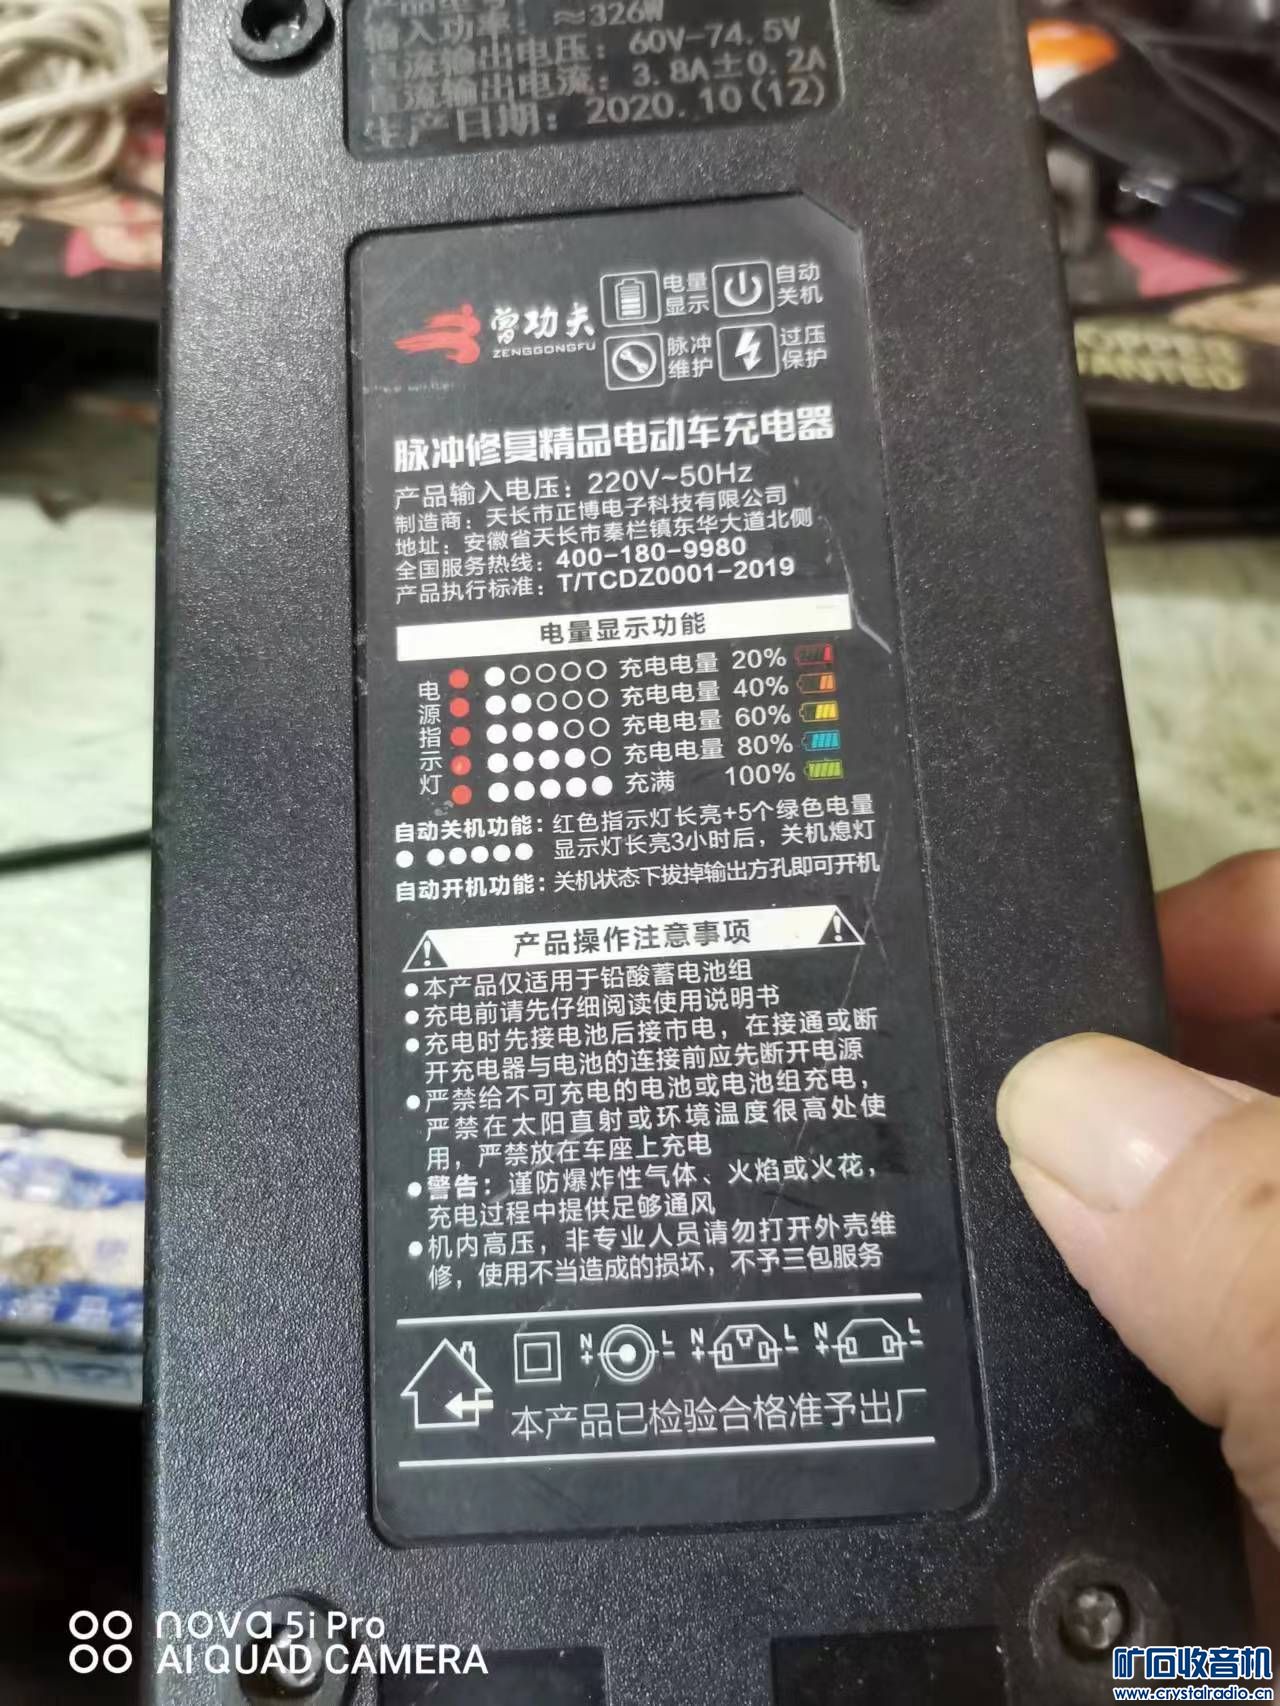 产品型号:
输入功率: ≈326W
直流输出电压: 60V-74.5V
直流输出电流: 3.8A±0.2A
生产日期: 2020.10(12)
曾功夫
ZENGGONGFU
电量
显示
自动
关机
脉冲
维护
过压
保护
脉冲修复精品电动车充电器
产品输入电压: 220V~50Hz
制造商: 天长市正博电子科技有限公司
地址: 安徽省天长市秦栏镇东华大道北侧
全国服务热线: 400-180-9980
产品执行标准: T/TCDZ0001-2019
电量显示功能
电源指示灯
充电电量 20%
充电电量 40%
充电电量 60%
充电电量 80%
充满 100%
自动关机功能: 红色指示灯长亮+5个绿色电量
显示灯长亮3小时后, 关机熄灯
自动开机功能: 关机状态下拔掉输出方孔即可开机
产品操作注意事项
●本产品仅适用于铅酸蓄电池组
●充电前请先仔细阅读使用说明书
●充电时先接电池后接市电, 在接通或断
开充电器与电池的连接前应先断开电源
●严禁给不可充电的电池或电池组充电,
严禁在太阳直射或环境温度很高处使
用, 严禁放在车座上充电
●警告: 谨防爆炸性气体、火焰或火花,
充电过程中提供足够通风
●机内高压, 非专业人员请勿打开外壳维
修, 使用不当造成的损坏, 不予三包服务
N + L − N + L − N + L −
本产品已检验合格准予出厂
nova 5i Pro
AI QUAD CAMERA
矿石收音机
www.crystalradio.cn